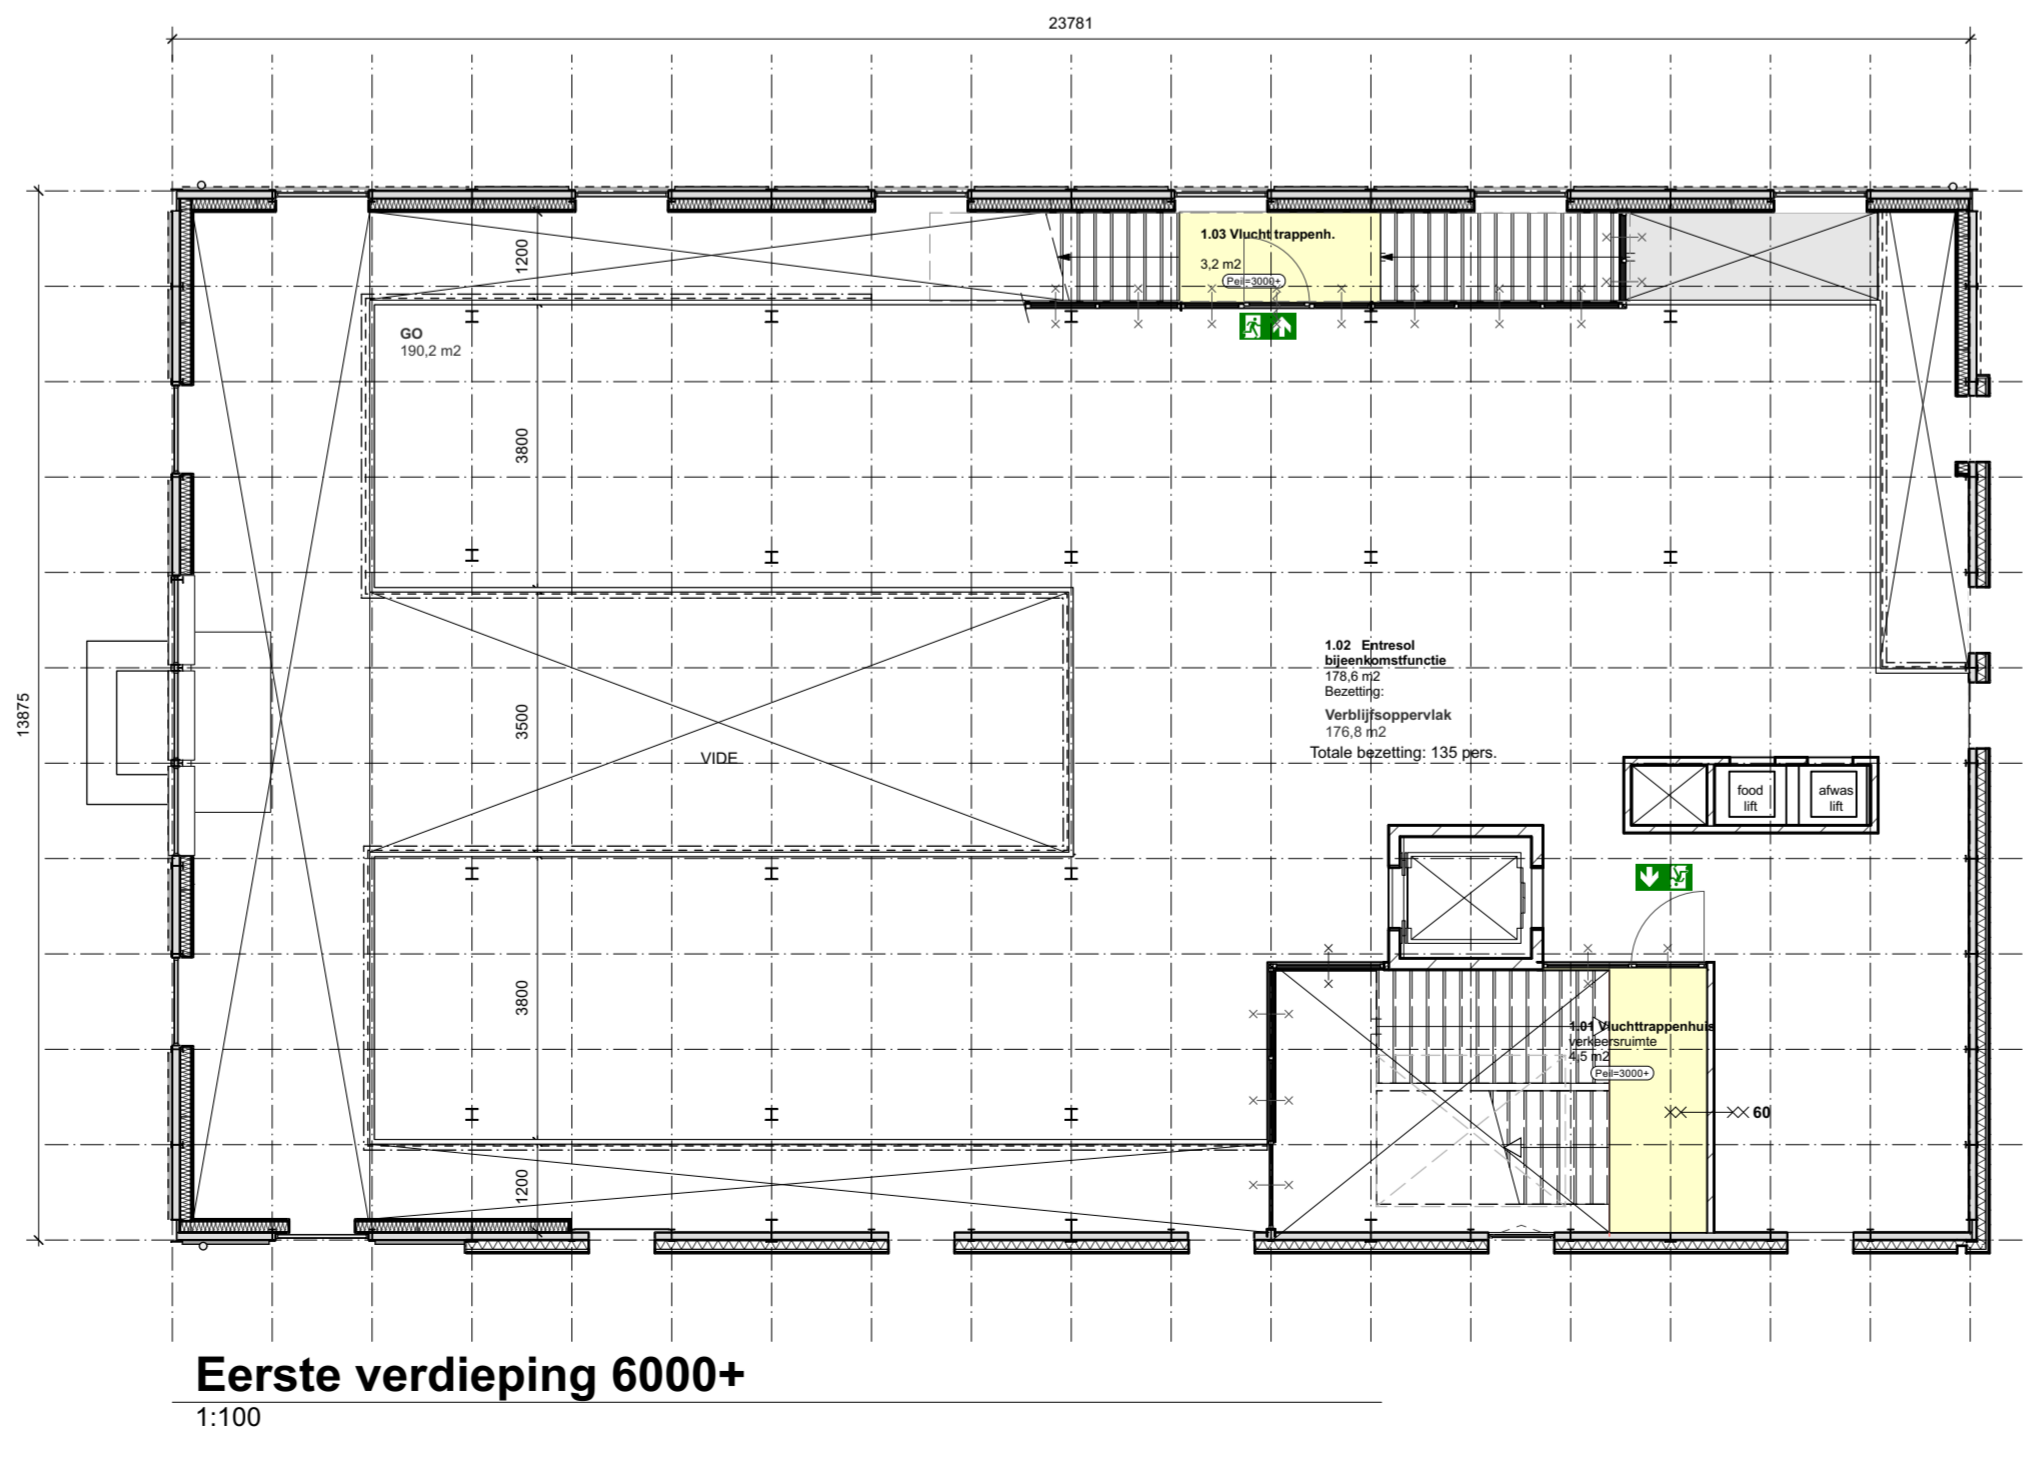 23781
13875
1200
3800
3500
3800
1200
GO
190,2 m2
1.03 Vlucht trappenh.
3,2 m2
Peil=3000+
VIDE
1.02 Entresol
bijeenkomstfunctie
178,6 m2
Bezetting:
Verblijfsoppervlak
176,8 m2
Totale bezetting: 135 pers.
food
lift
afwas
lift
1.01 Vluchttrappenhuis
verkeersruimte
4,5 m2
Peil=3000+
60
Eerste verdieping 6000+
1:100